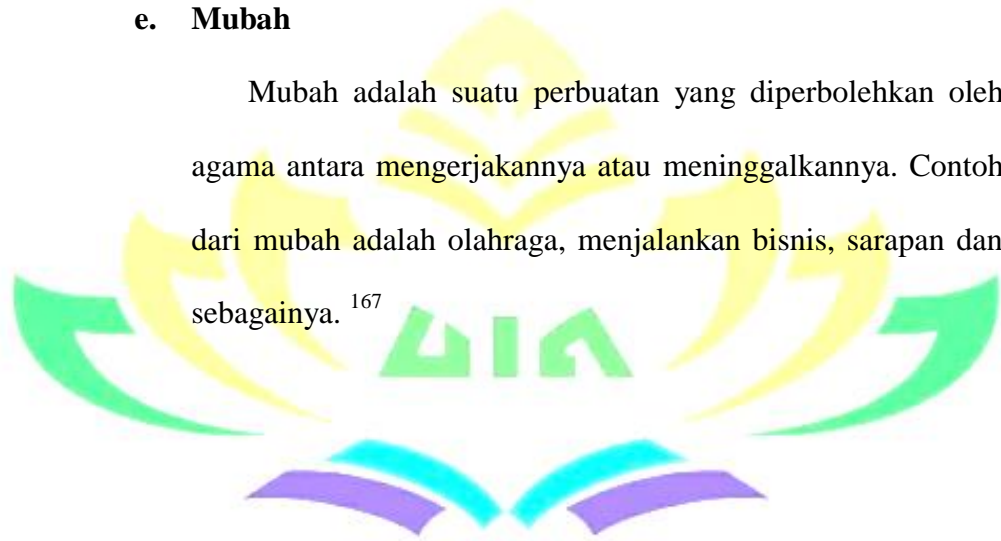 e. Mubah
Mubah adalah suatu perbuatan yang diperbolehkan oleh
agama antara mengerjakannya atau meninggalkannya. Contoh
dari mubah adalah olahraga, menjalankan bisnis, sarapan dan
sebagainya. 167
UIN